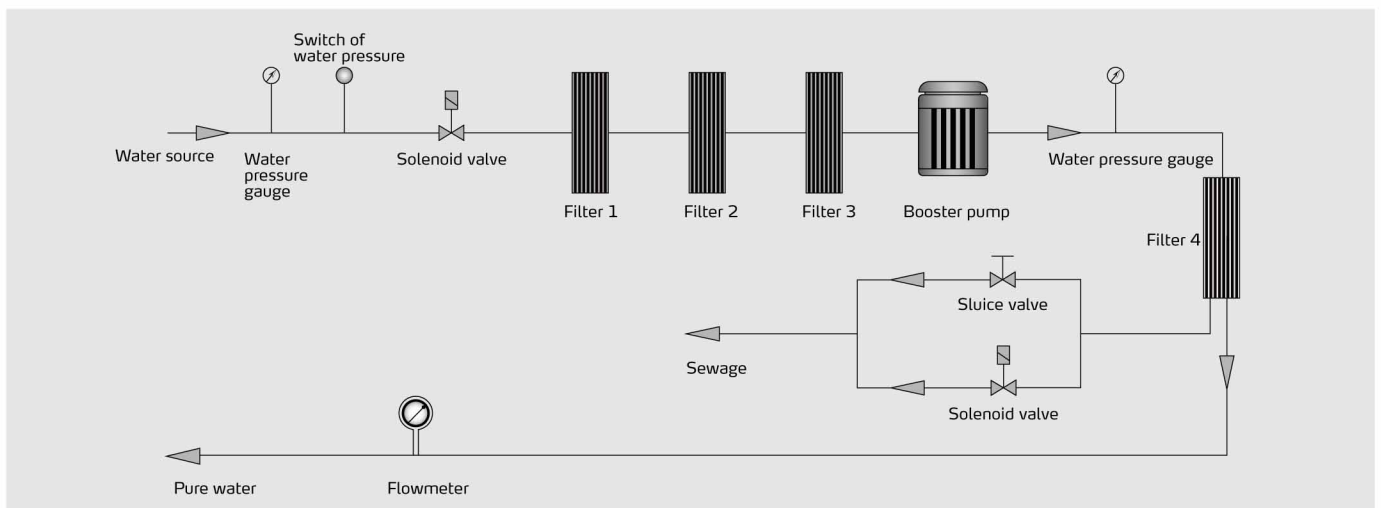 Switch of
water pressure
Water source
Water
pressure
gauge
Solenoid valve
Filter 1
Filter 2
Filter 3
Booster pump
Water pressure gauge
Filter 4
Sluice valve
Sewage
Solenoid valve
Pure water
Flowmeter